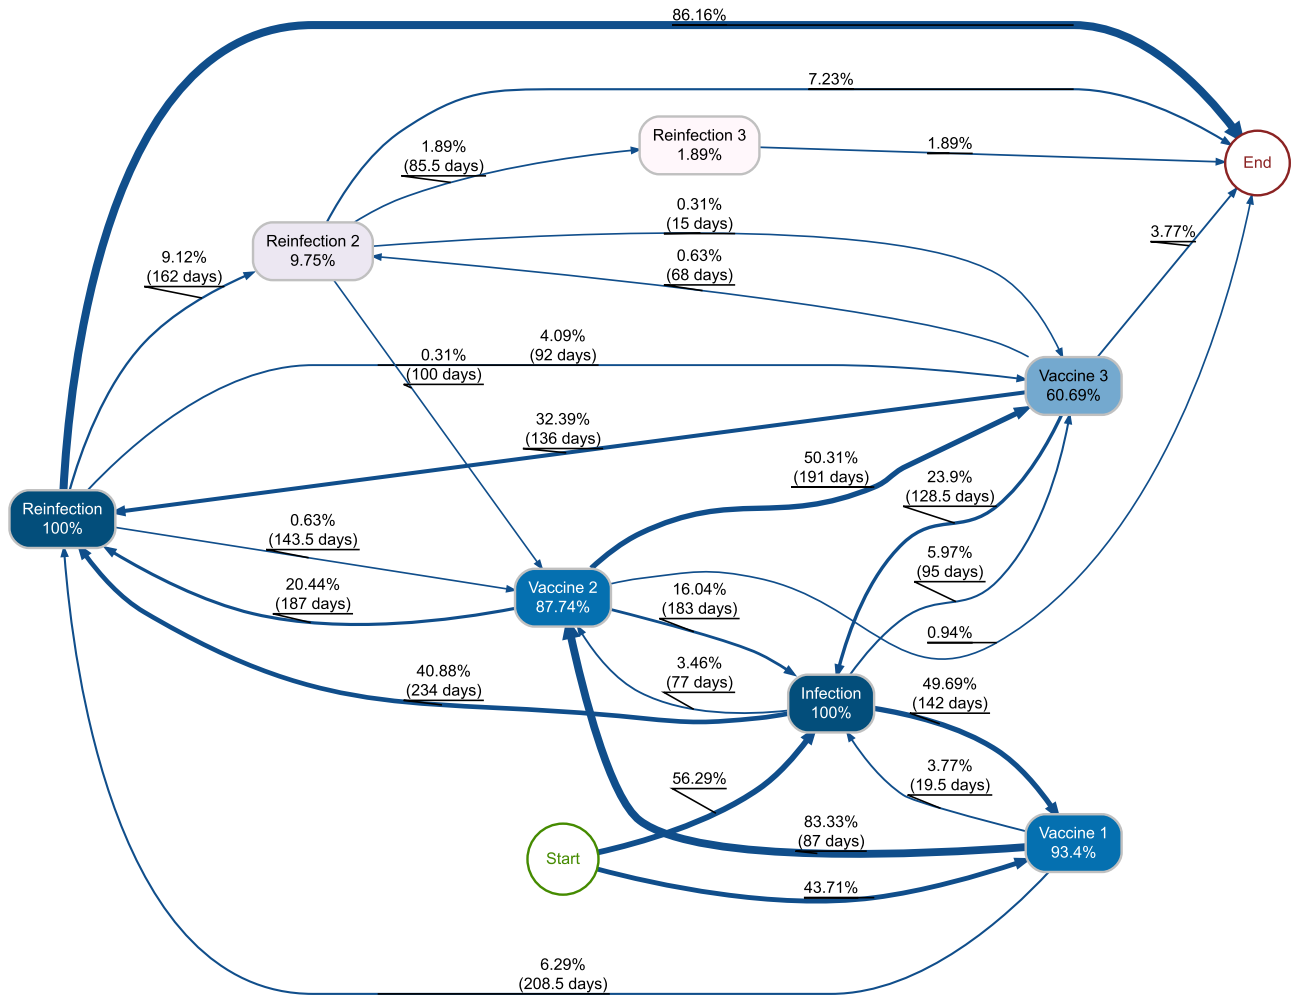 86.16%
7.23%
Reinfection 3
1.89%
1.89%
(85.5 days)
1.89%
End
0.31%
(15 days)
3.77%
Reinfection 2
9.75%
9.12%
(162 days)
0.63%
(68 days)
4.09%
(92 days)
0.31%
(100 days)
Vaccine 3
60.69%
32.39%
(136 days)
50.31%
(191 days)
23.9%
(128.5 days)
Reinfection
100%
0.63%
(143.5 days)
5.97%
(95 days)
20.44%
(187 days)
Vaccine 2
87.74%
16.04%
(183 days)
0.94%
40.88%
(234 days)
3.46%
(77 days)
Infection
100%
49.69%
(142 days)
56.29%
3.77%
(19.5 days)
83.33%
(87 days)
Vaccine 1
93.4%
Start
43.71%
6.29%
(208.5 days)